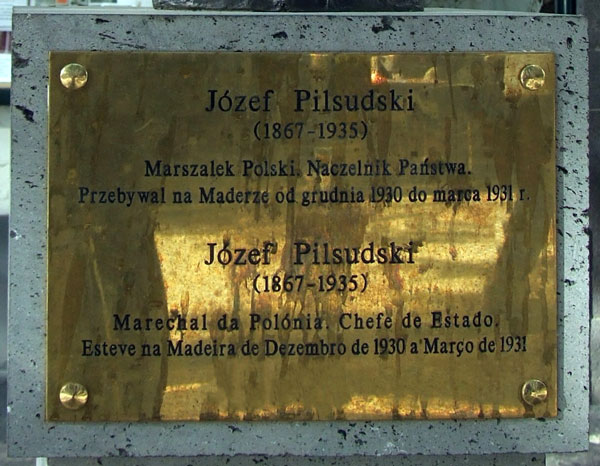 Józef Pilsudski
(1867-1935)
Marszalek Polski. Naczelnik Państwa.
Przebywal na Maderze od grudnia 1930 do marca 1931 r.
Józef Pilsudski
(1867-1935)
Marechal da Polónia. Chefe de Estado.
Esteve na Madeira de Dezembro de 1930 a Março de 1931